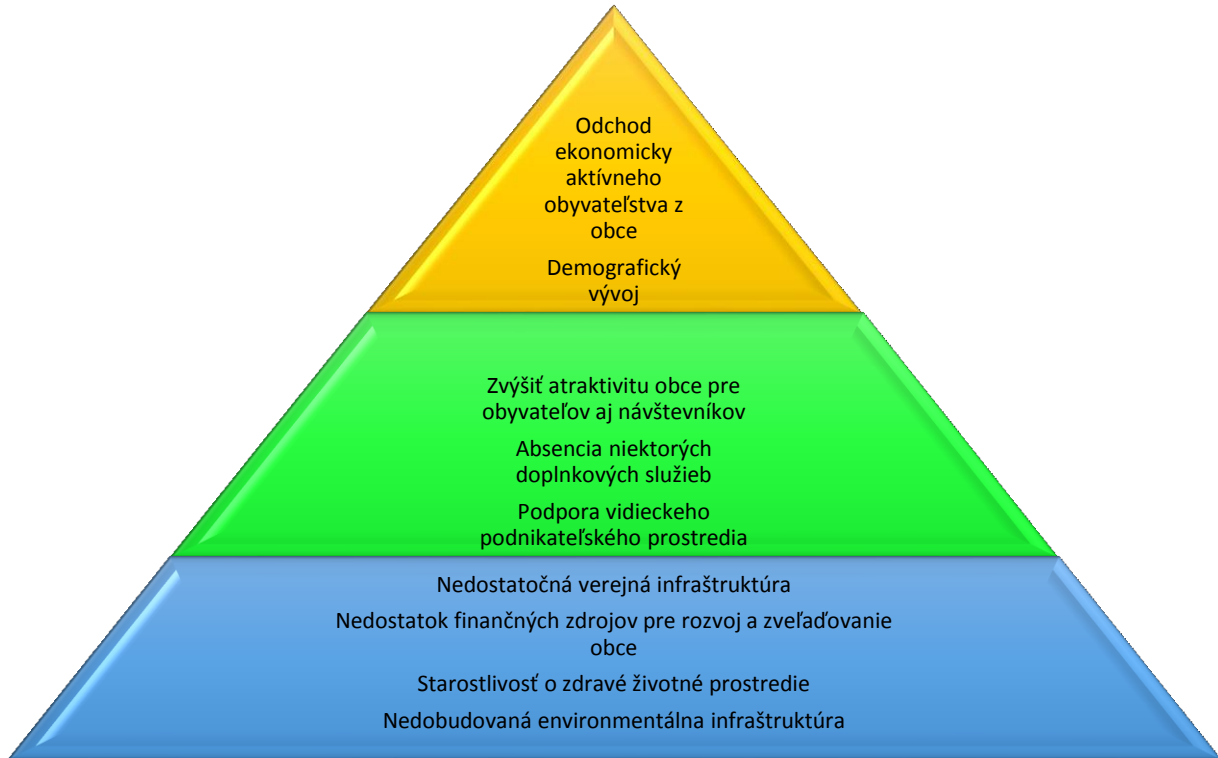 Odchod
ekonomicky
aktívneho
obyvateľstva z
obce
Demografický
vývoj
Zvýšiť atraktivitu obce pre
obyvateľov aj návštevníkov
Absencia niektorých
doplnkových služieb
Podpora vidieckeho
podnikateľského prostredia
Nedostatočná verejná infraštruktúra
Nedostatok finančných zdrojov pre rozvoj a zveľaďovanie
obce
Starostlivosť o zdravé životné prostredie
Nedobudovaná environmentálna infraštruktúra